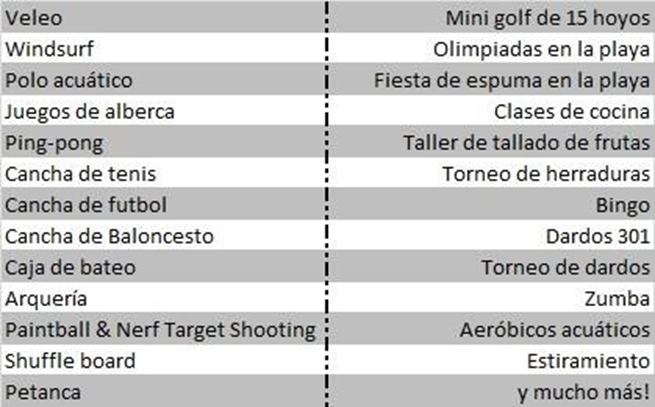 Veleo
Mini golf de 15 hoyos
Windsurf
Olimpiadas en la playa
Polo acuático
Fiesta de espuma en la playa
Juegos de alberca
Clases de cocina
Ping-pong
Taller de tallado de frutas
Cancha de tenis
Torneo de herraduras
Cancha de futbol
Bingo
Cancha de Baloncesto
Dardos 301
Caja de bateo
Torneo de dardos
Arquería
Zumba
Paintball & Nerf Target Shooting
Aeróbicos acuáticos
Shuffle board
Estiramiento
Petanca
y mucho más!